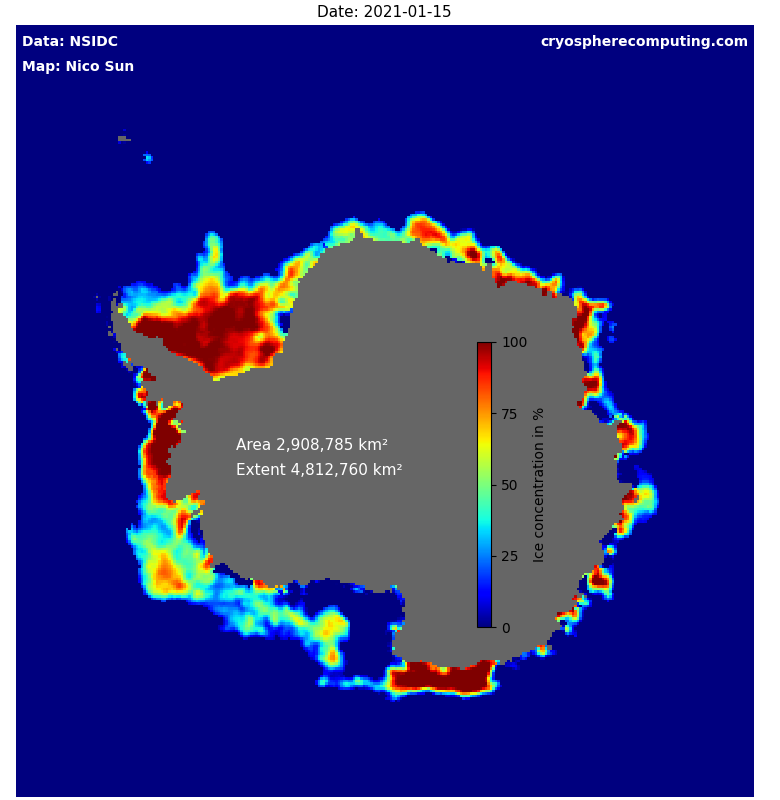 Date: 2021-01-15
Data: NSIDC
cryospherecomputing.com
Map: Nico Sun
100
75
50
25
0
Ice concentration in %
Area 2,908,785 km²
Extent 4,812,760 km²